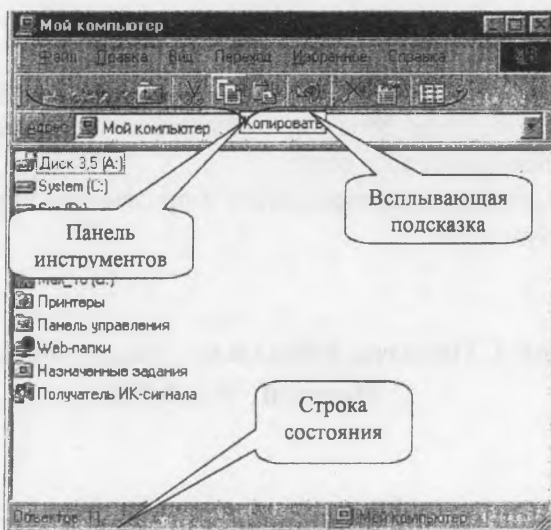 Мой компьютер
Файл Правка Вид Переход Избранное Справка
Адрес Мой компьютер
Копировать
Диск 3,5 (A:)
System (C:)
Всплывающая
подсказка
Панель
инструментов
Принтеры
Панель управления
Web-папки
Назначенные задания
Получатель ИК-сигнала
Строка
состояния
Объектов: 11
Мой компьютер